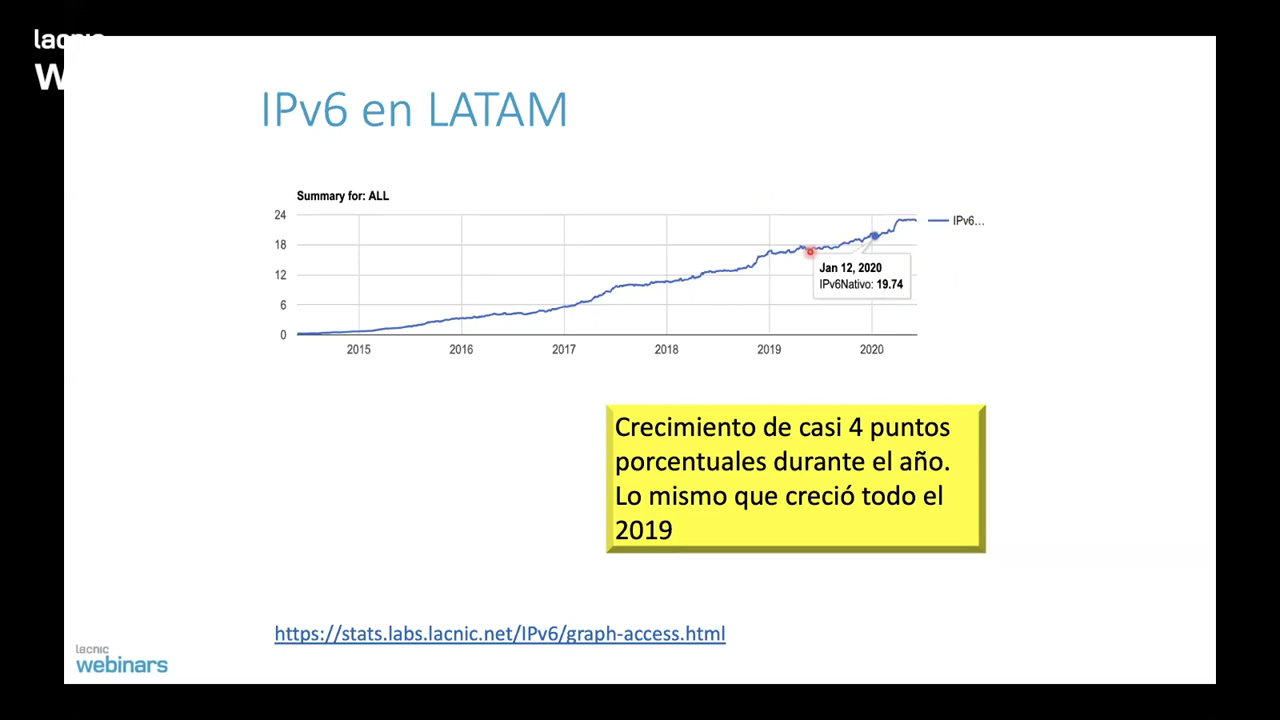 lacnic
W
IPv6 en LATAM
Summary for: ALL
24
18
12
6
0
IPv6...
Jan 12, 2020
IPv6Nativo: 19.74
2015 2016 2017 2018 2019 2020
Crecimiento de casi 4 puntos
porcentuales durante el año.
Lo mismo que creció todo el
2019
https://stats.labs.lacnic.net/IPv6/graph-access.html
lacnic
webinars